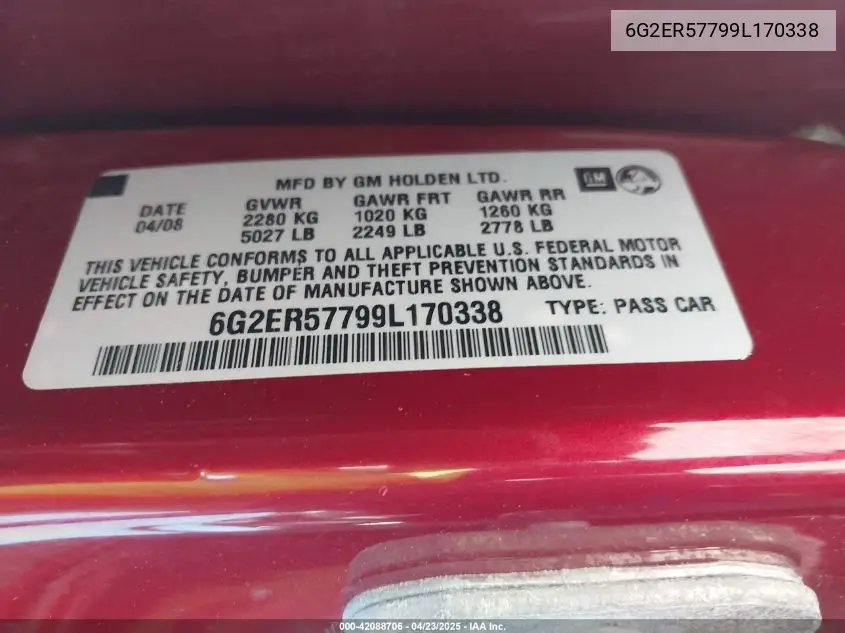 6G2ER57799L170338
MFD BY GM HOLDEN LTD.
GM
DATE
04/08
GVWR
2280 KG
5027 LB
GAWR FRT
1020 KG
2249 LB
GAWR RR
1260 KG
2778 LB
THIS VEHICLE CONFORMS TO ALL APPLICABLE U.S. FEDERAL MOTOR
VEHICLE SAFETY, BUMPER AND THEFT PREVENTION STANDARDS IN
EFFECT ON THE DATE OF MANUFACTURE SHOWN ABOVE.
6G2ER57799L170338 TYPE: PASS CAR
000-42088706 - 04/23/2025 - IAA Inc.